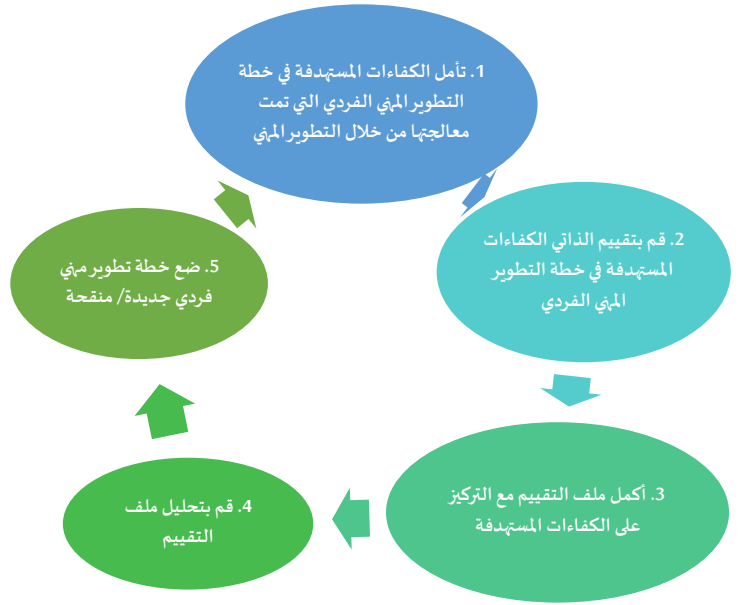 1. تأمل الكفاءات المستهدفة في خطة
التطوير المهني الفردي التي تمت
معالجتها من خلال التطوير المهني
2. قم بتقييم الذاتي الكفاءات
المستهدفة في خطة التطوير
المهني الفردي
3. أكمل ملف التقييم مع التركيز
على الكفاءات المستهدفة
4. قم بتحليل ملف
التقييم
5. ضع خطة تطوير مهني
فردي جديدة/ منقحة